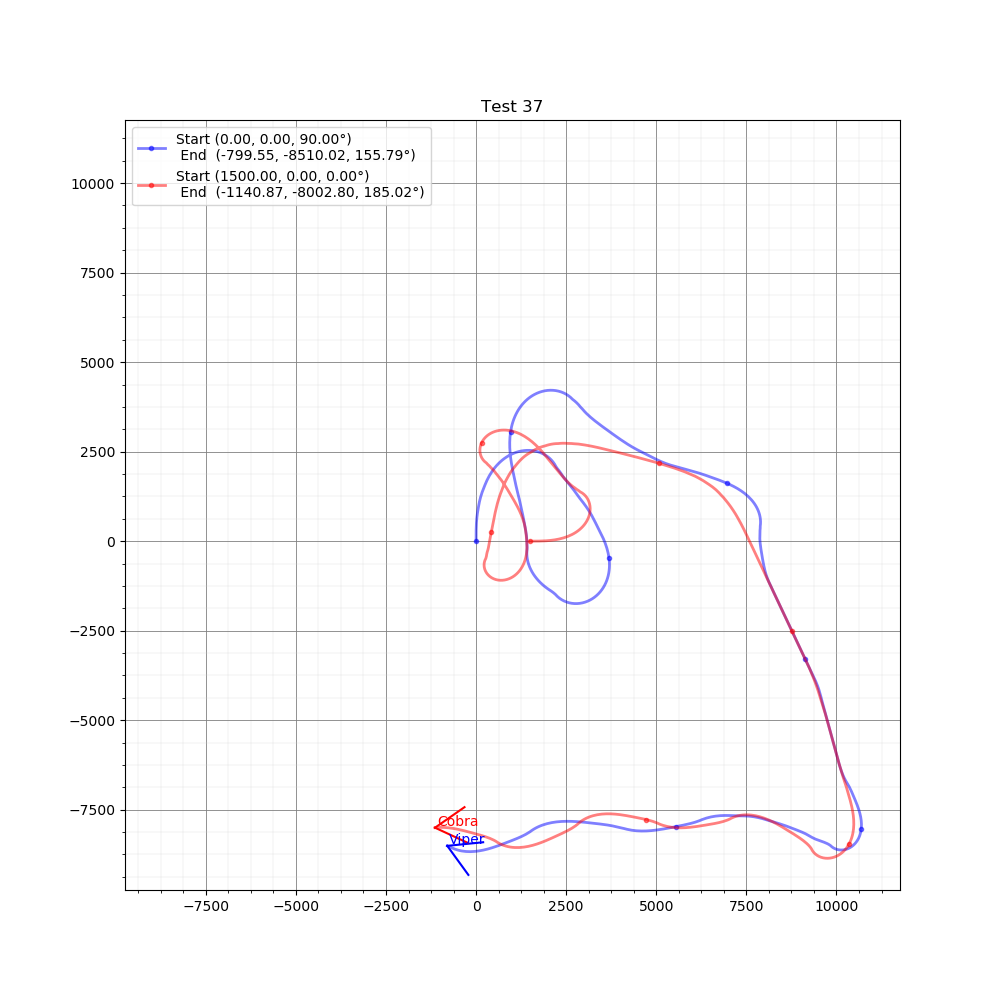 Test 37
Start (0.00, 0.00, 90.00°)
End (-799.55, -8510.02, 155.79°)
Start (1500.00, 0.00, 0.00°)
End (-1140.87, -8002.80, 185.02°)
10000
7500
5000
2500
0
−2500
−5000
−7500
Cobra
Viper
−7500 −5000 −2500 0 2500 5000 7500 10000